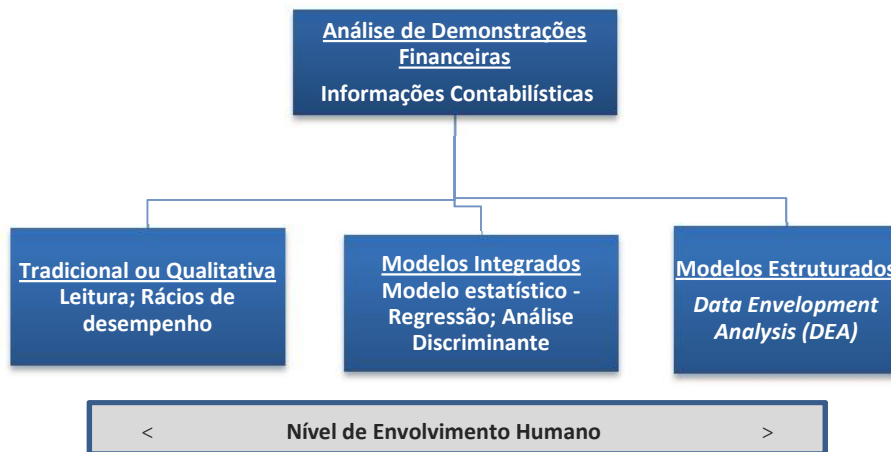 Análise de Demonstrações
Financeiras
Informações Contabilísticas
Tradicional ou Qualitativa
Leitura; Rácios de
desempenho
Modelos Integrados
Modelo estatístico -
Regressão; Análise
Discriminante
Modelos Estruturados
Data Envelopment
Analysis (DEA)
< Nível de Envolvimento Humano >